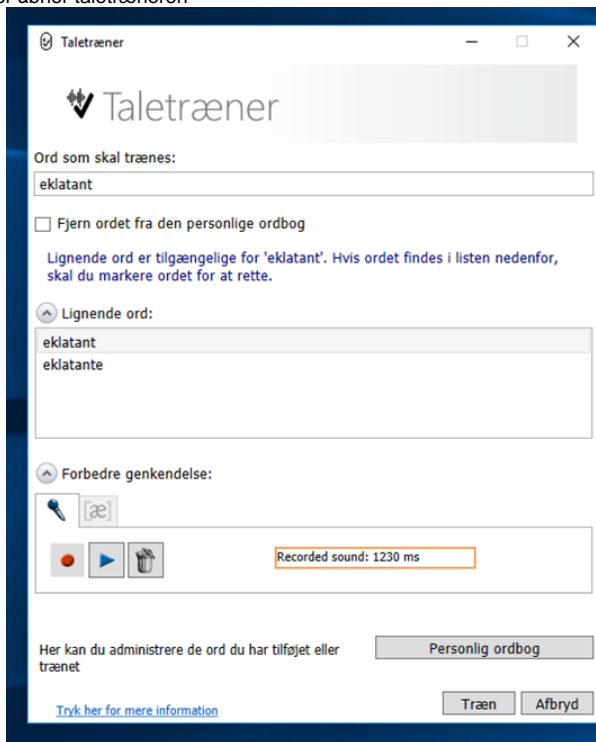 åbner taletræneren
Taletræner
Taletræner
Ord som skal trænes:
eklatant
Fjern ordet fra den personlige ordbog
Lignende ord er tilgængelige for 'eklatant'. Hvis ordet findes i listen nedenfor,
skal du markere ordet for at rette.
Lignende ord:
eklatant
eklatante
Forbedre genkendelse:
[æ]
Recorded sound: 1230 ms
Her kan du administrere de ord du har tilføjet eller
trænet
Personlig ordbog
Tryk her for mere information
Træn
Afbryd